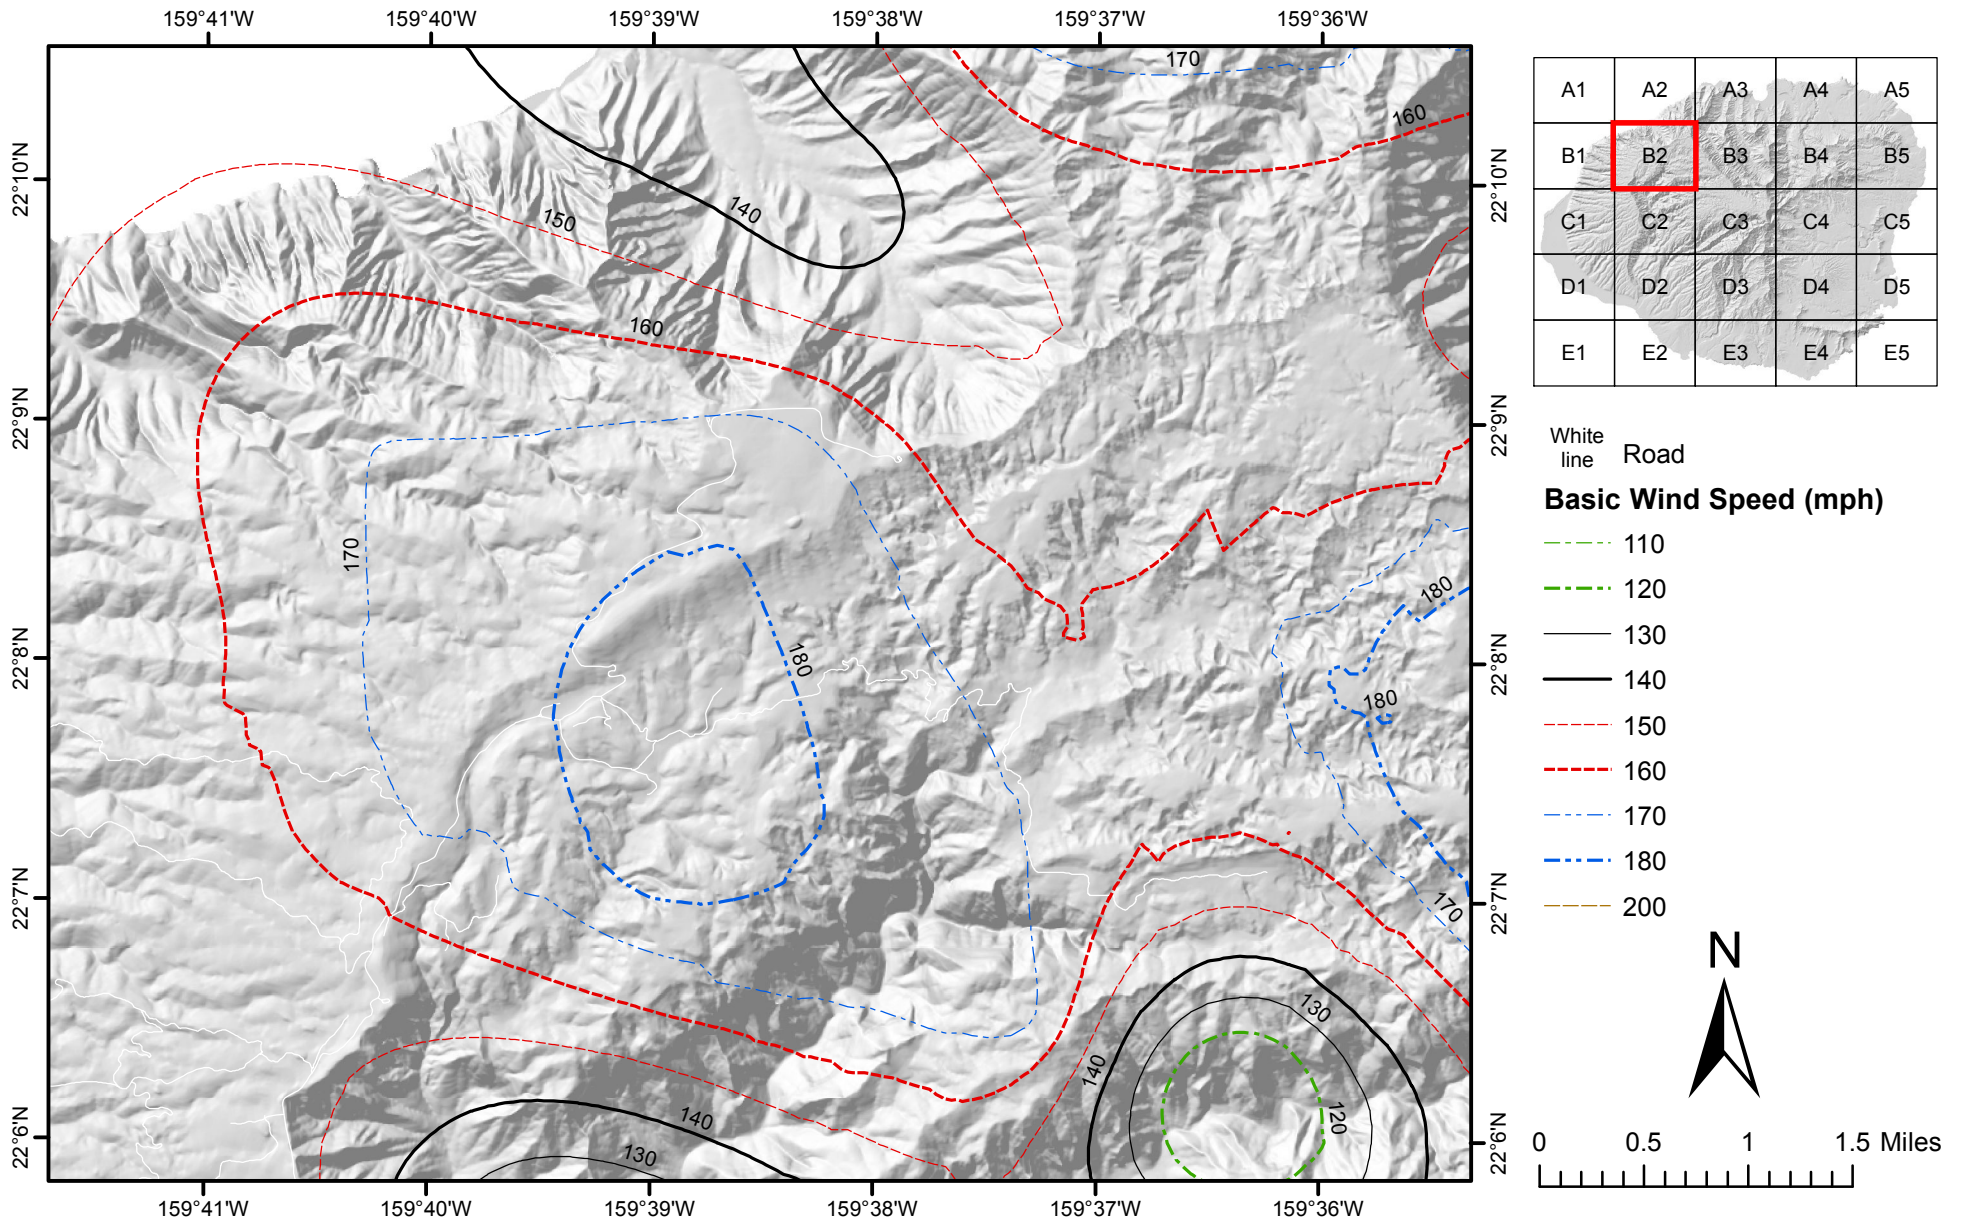 159°41'W 159°40'W 159°39'W 159°38'W 159°37'W 159°36'W
22°10'N
22°9'N
22°8'N
22°7'N
22°6'N
170
160
140
150
160
170
180
180
180
170
130
140
120
140
130
22°10'N
22°9'N
22°8'N
22°7'N
22°6'N
159°41'W 159°40'W 159°39'W 159°38'W 159°37'W 159°36'W
A1 A2 A3 A4 A5
B1 B2 B3 B4 B5
C1 C2 C3 C4 C5
D1 D2 D3 D4 D5
E1 E2 E3 E4 E5
White
line Road
Basic Wind Speed (mph)
110
120
130
140
150
160
170
180
200
N
0 0.5 1 1.5 Miles